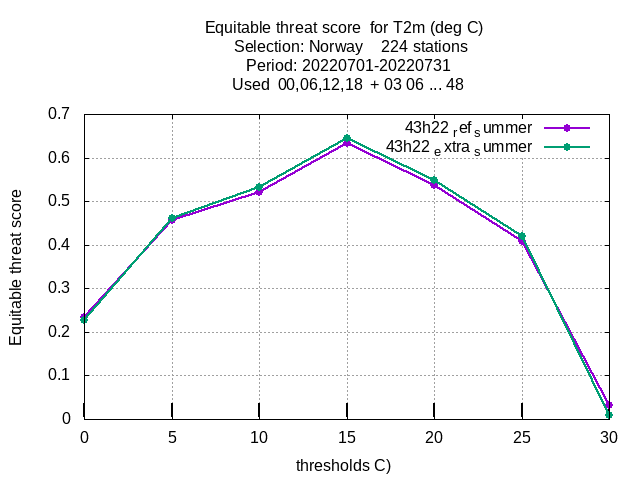 Equitable threat score  for T2m (deg C)
Selection: Norway    224 stations
Period: 20220701-20220731
Used  00,06,12,18  + 03 06 ... 48
43h22 ref summer
43h22 extra summer
Equitable threat score
0.7
0.6
0.5
0.4
0.3
0.2
0.1
0
0 5 10 15 20 25 30
thresholds C)